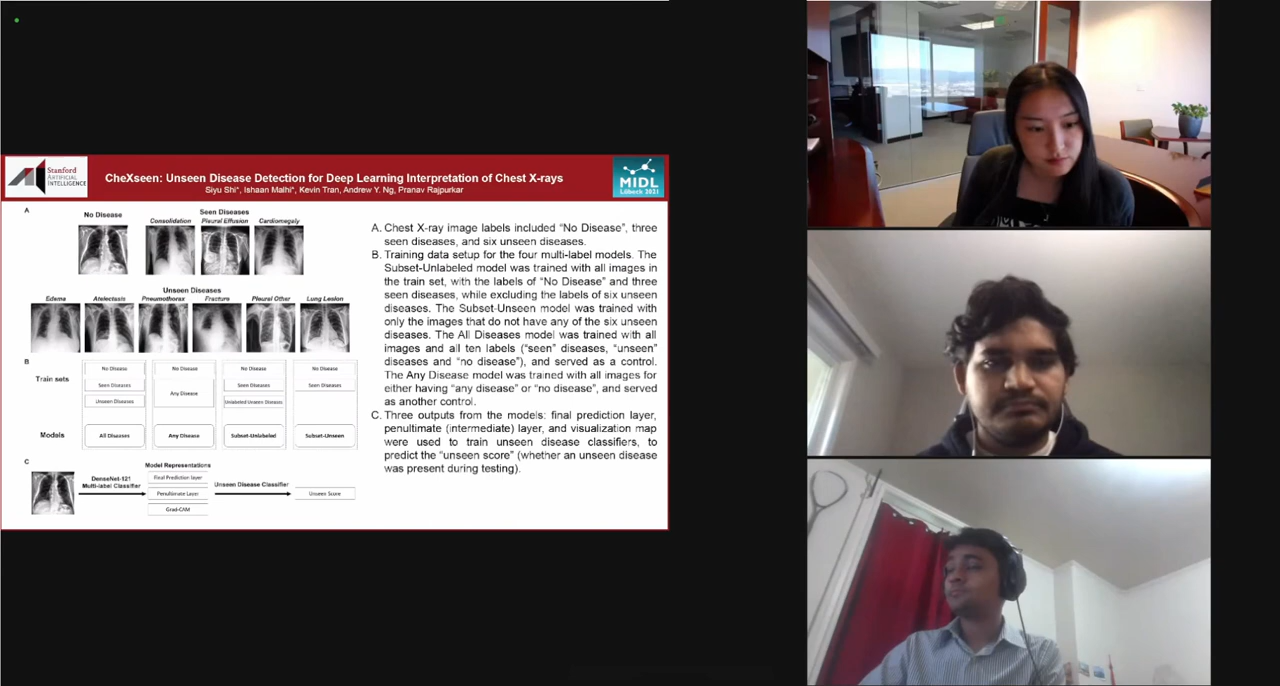 Stanford
ARTIFICIAL
INTELLIGENCE
CheXseen: Unseen Disease Detection for Deep Learning Interpretation of Chest X-rays
Siyu Shi*, Ishaan Malhi*, Kevin Tran, Andrew Y. Ng, Pranav Rajpurkar
MIDL
Lübeck 2021
A
No Disease
Seen Diseases
Consolidation Pleural Effusion Cardiomegaly
Unseen Diseases
Edema Atelectasis Pneumothorax Fracture Pleural Other Lung Lesion
B
Train sets
No Disease No Disease No Disease No Disease
Seen Diseases Any Disease Seen Diseases Seen Diseases
Unseen Diseases Unlabeled Unseen Diseases
Models All Diseases Any Disease Subset-Unlabeled Subset-Unseen
C
Model Representations
DenseNet-121
Multi-label Classifier
Final Prediction layer
Penultimate Layer
Grad-CAM
Unseen Disease Classifier
Unseen Score
A. Chest X-ray image labels included “No Disease”, three
seen diseases, and six unseen diseases.
B. Training data setup for the four multi-label models. The
Subset-Unlabeled model was trained with all images in
the train set, with the labels of “No Disease” and three
seen diseases, while excluding the labels of six unseen
diseases. The Subset-Unseen model was trained with
only the images that do not have any of the six unseen
diseases. The All Diseases model was trained with all
images and all ten labels (“seen” diseases, “unseen”
diseases and “no disease”), and served as a control.
The Any Disease model was trained with all images for
either having “any disease” or “no disease”, and served
as another control.
C. Three outputs from the models: final prediction layer,
penultimate (intermediate) layer, and visualization map
were used to train unseen disease classifiers, to
predict the “unseen score” (whether an unseen disease
was present during testing).